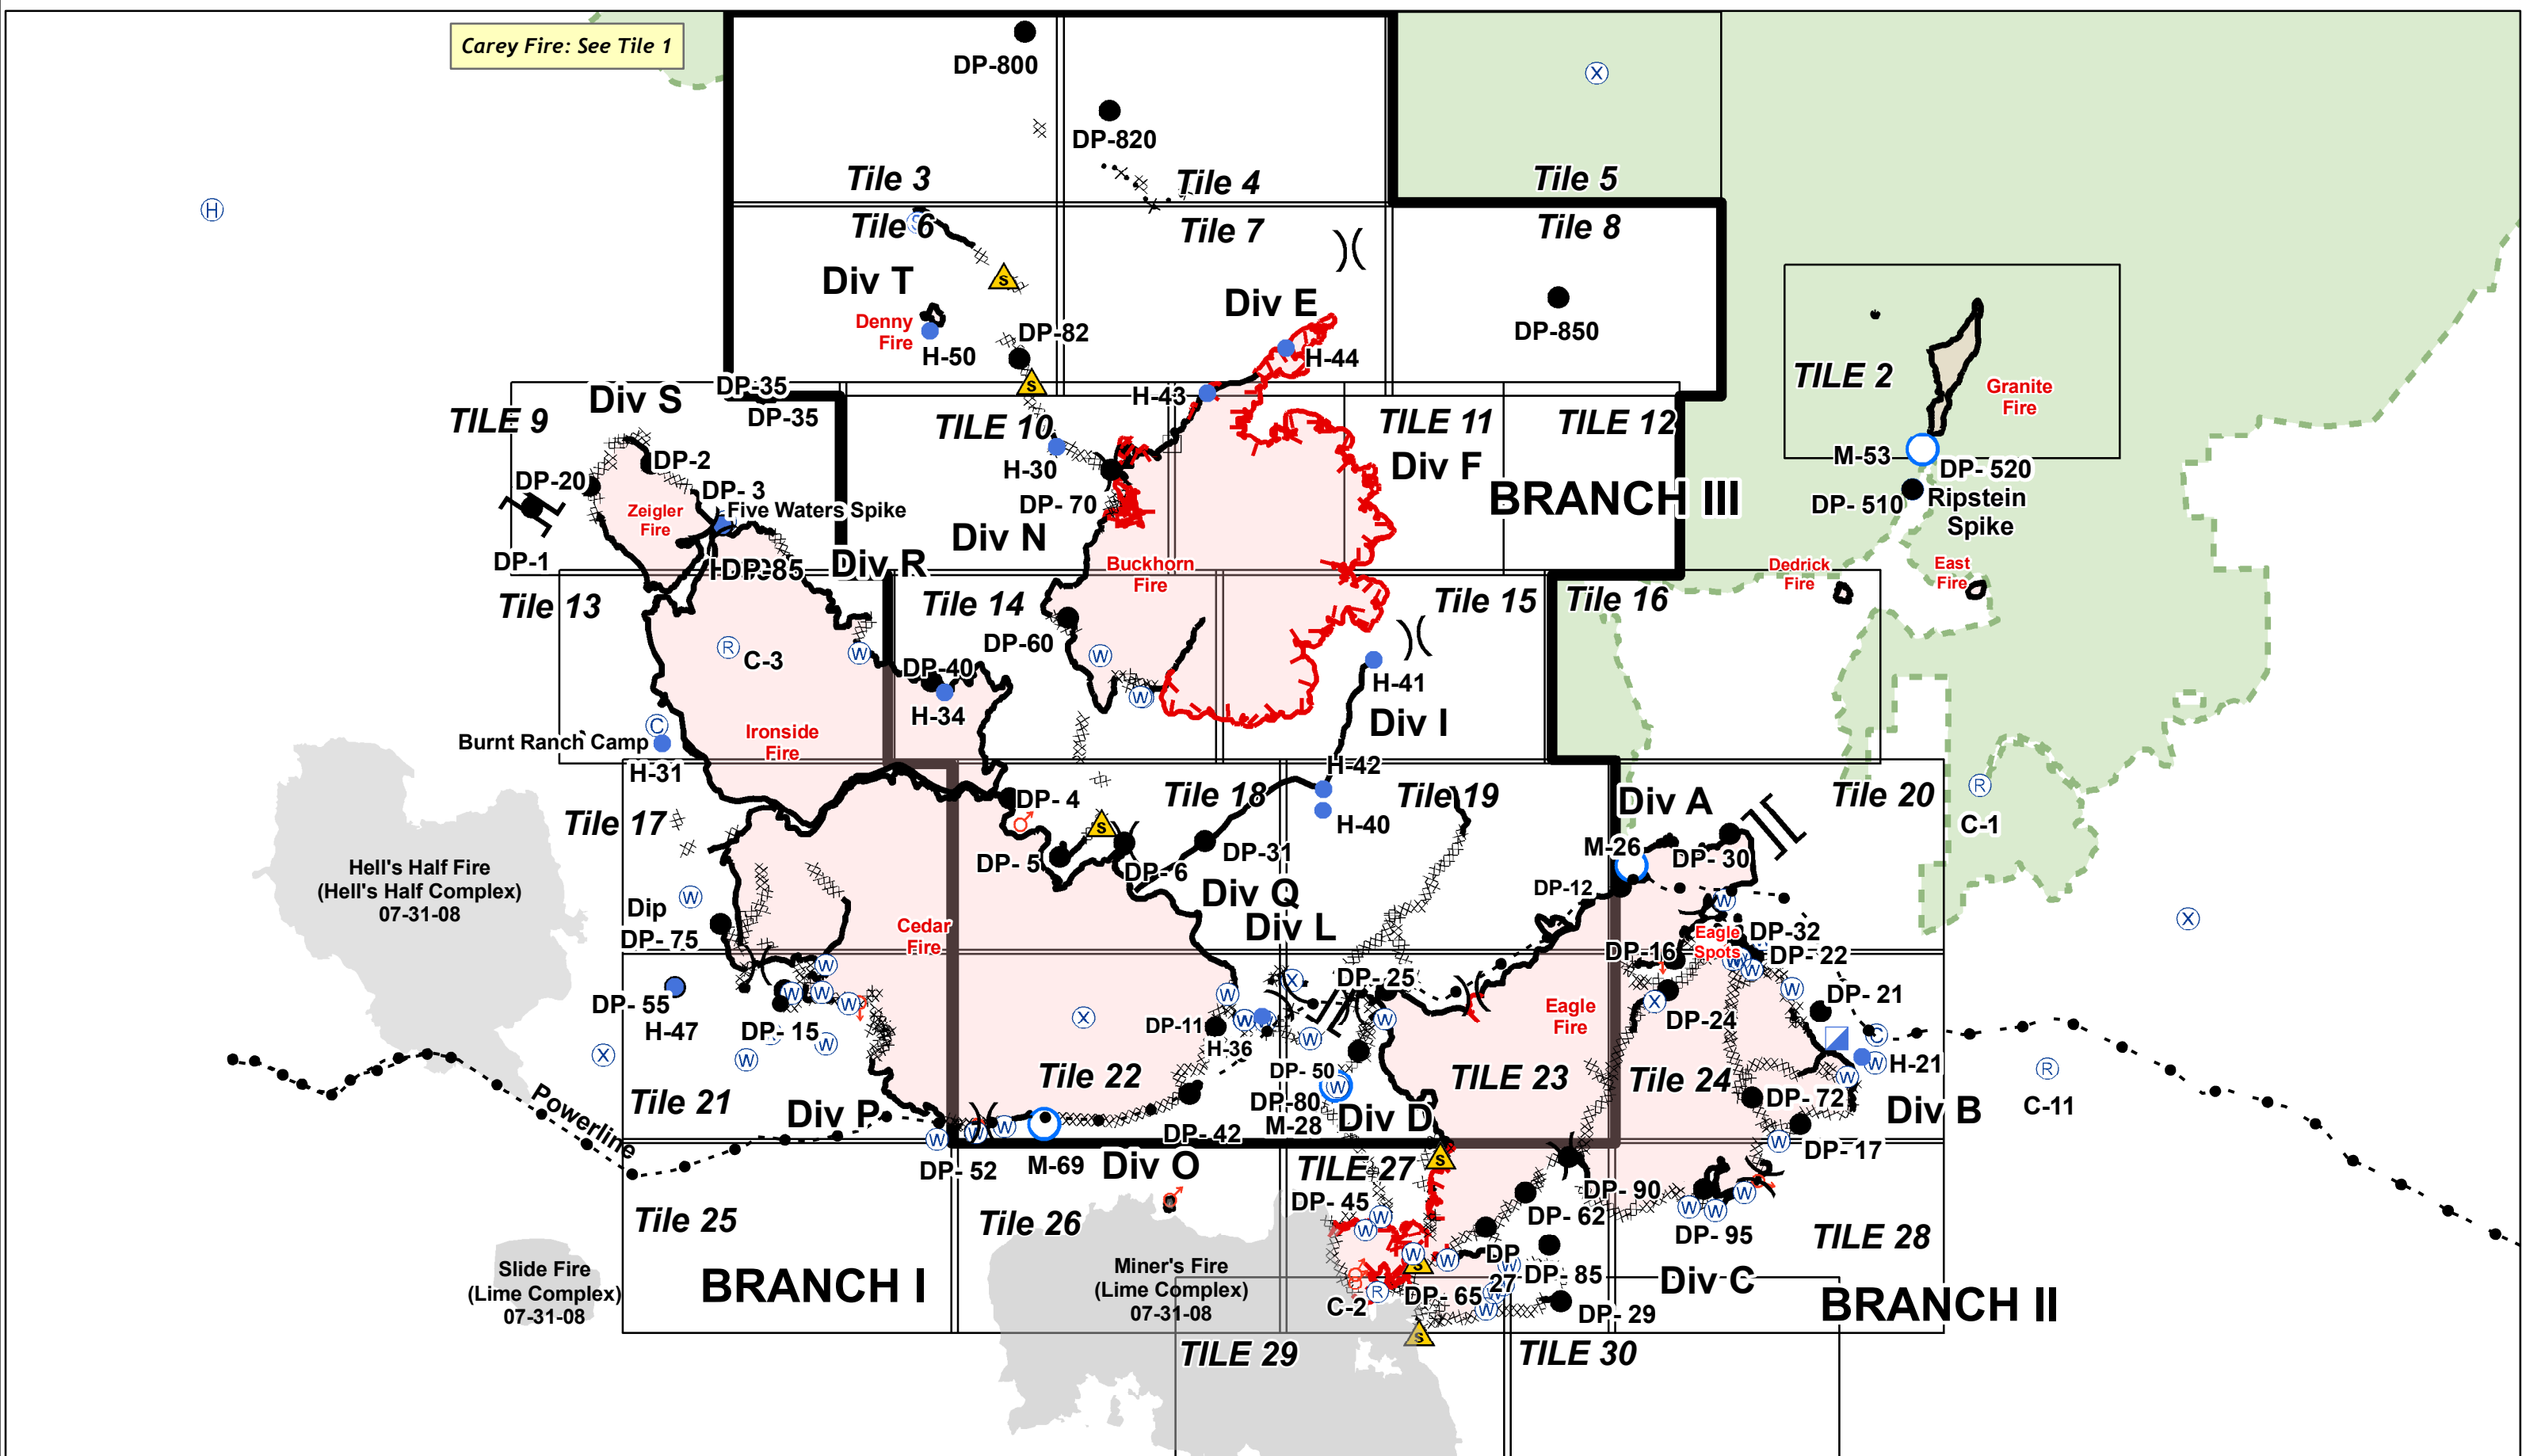 Carey Fire: See Tile 1
DP-800
DP-820
Tile 3
Tile 4
Tile 5
X
H
Tile 6
S
Tile 7
Tile 8
Div T
S
Div E
Denny
Fire
H-50
DP-82
H-44
DP-850
TILE 2
Granite
Fire
S
DP-35
DP-35
H-43
Div S
TILE 9
TILE 10
TILE 11
TILE 12
DP-2
H-30
Div F
M-53
DP- 520
DP-20
DP- 3
DP- 70
BRANCH III
DP- 510
Ripstein
Spike
Zeigler
Fire
Five Waters Spike
Div N
DP-1
Div R
Buckhorn
Fire
Dedrick
Fire
East
Fire
Tile 13
Tile 14
Tile 15
Tile 16
DP-60
R
C-3
W
W
DP-40
H-41
W
H-34
Div I
C
Burnt Ranch Camp
Ironside
Fire
H-31
H-42
DP- 4
Tile 18
Tile 19
Div A
Tile 20
R
C-1
Tile 17
S
H-40
M-26
DP- 5
DP- 6
DP-31
DP- 30
Hell's Half Fire
(Hell's Half Complex)
07-31-08
W
Div Q
DP-12
W
X
Dip
DP- 75
Cedar
Fire
Div L
DP-16
Eagle
Spots
DP-32
DP- 22
W
X
DP-25
W
W
W
DP- 55
H-47
W
W
W
W
W
X
DP- 21
DP- 15
X
DP-11
W
H-36
W
W
Eagle
Fire
DP-24
C
X
W
W
DP- 50
W
H-21
R
C-11
Powerline
Tile 21
Tile 22
TILE 23
Tile 24
W
DP- 72
DP-80
M-28
Div D
Div B
Div P
W
W
W
DP- 42
W
DP- 17
DP- 52
M-69
Div O
TILE 27
S
DP- 90
W
DP- 45
W
W
DP- 62
W
W
DP- 95
Tile 25
Tile 26
TILE 28
Slide Fire
(Lime Complex)
07-31-08
BRANCH I
Miner's Fire
(Lime Complex)
07-31-08
W
S
W
DP
27
W
DP- 85
Div C
C-2
R
DP- 65
W
DP- 29
BRANCH II
S
TILE 29
TILE 30